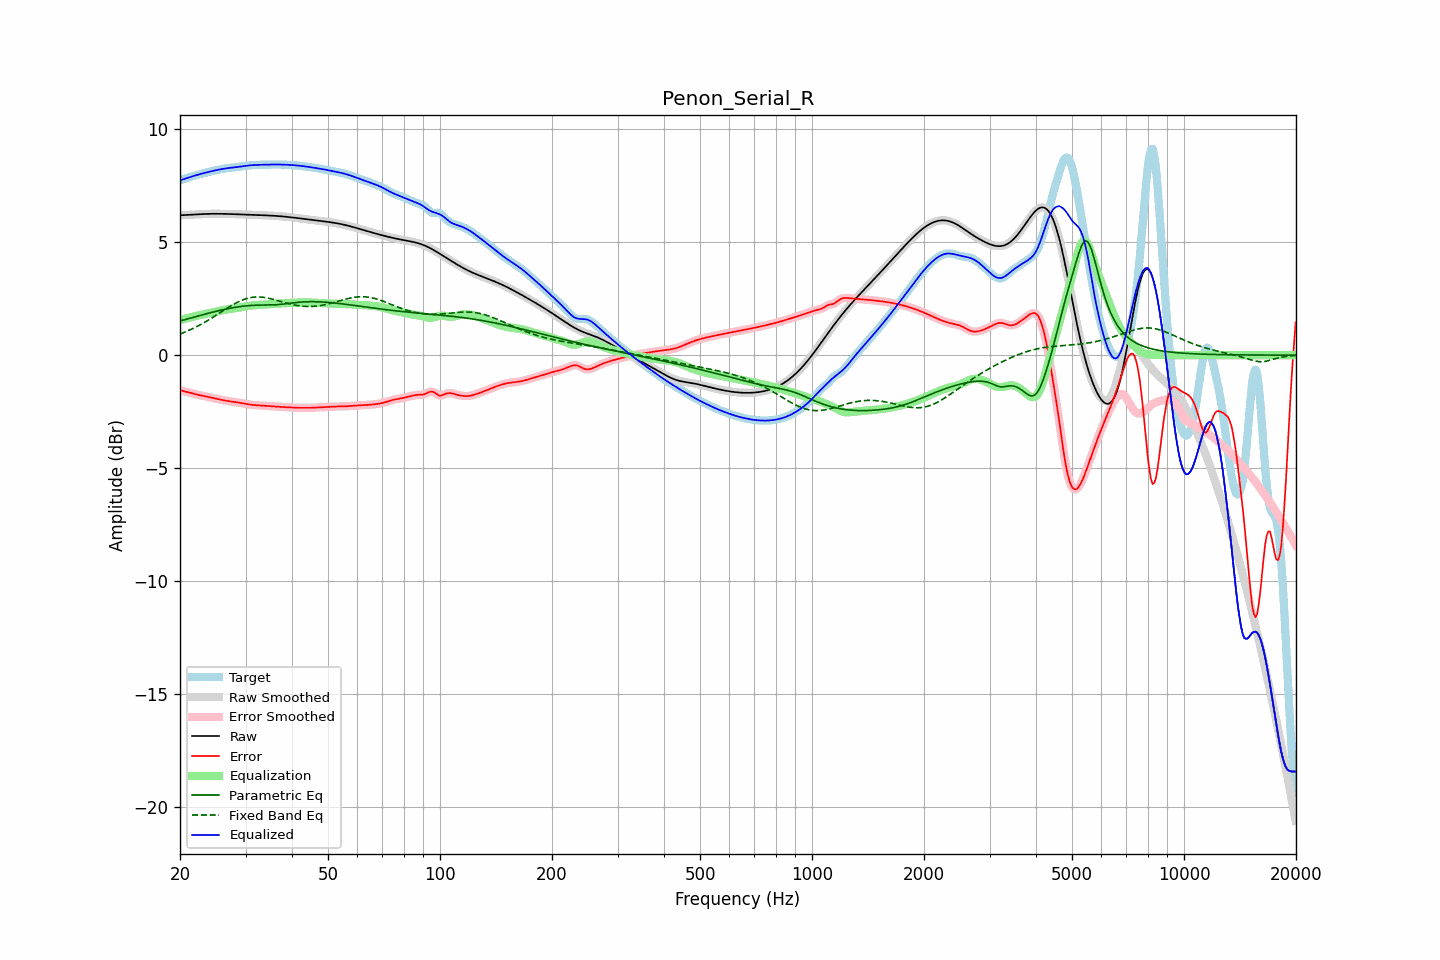 Penon_Serial_R
10
5
0
−5
−10
−15
−20
Amplitude (dBr)
Target
Raw Smoothed
Error Smoothed
Raw
Error
Equalization
Parametric Eq
Fixed Band Eq
Equalized
20 50 100 200 500 1000 2000 5000 10000 20000
Frequency (Hz)